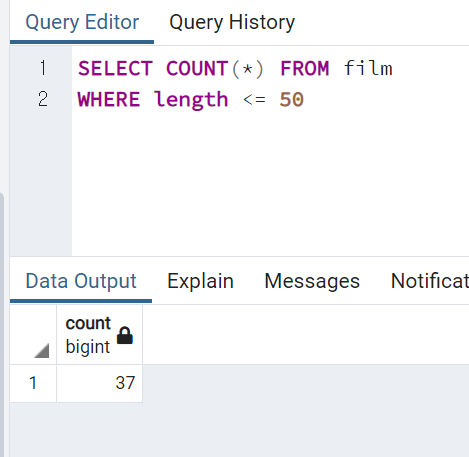 Query Editor Query History
1 SELECT COUNT(*) FROM film
2 WHERE length <= 50
Data Output Explain Messages Notificat
count
bigint
1 37